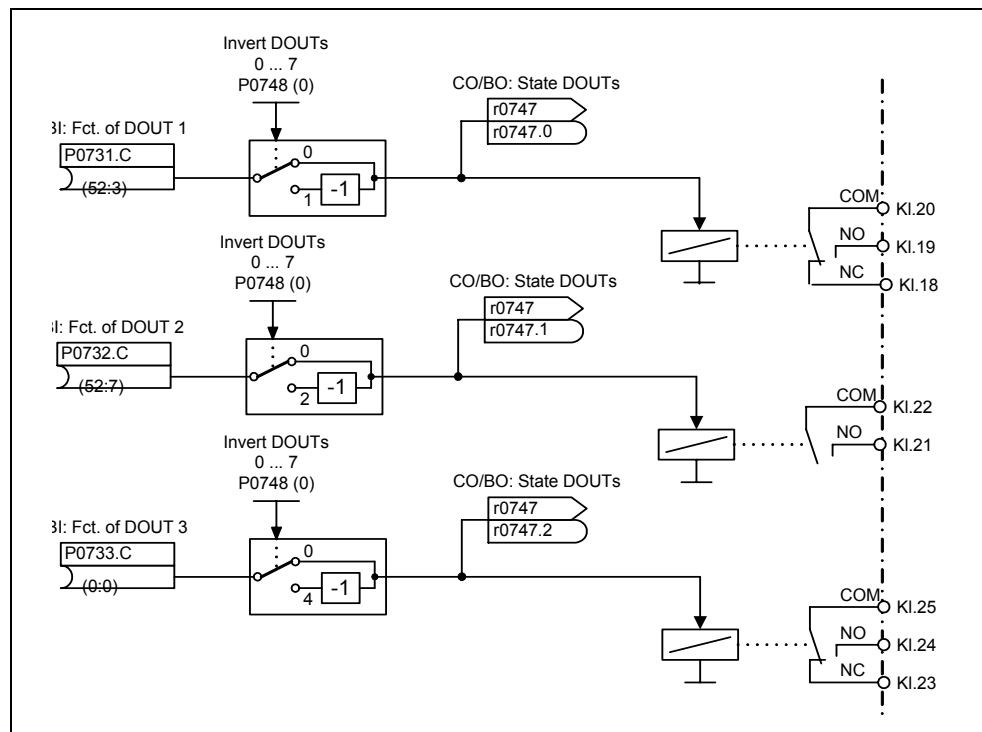 Invert DOUTs
0 ... 7
P0748 (0)
CO/BO: State DOUTs
r0747
r0747.0
BI: Fct. of DOUT 1
P0731.C
(52:3)
0
1
-1
COM
Kl.20
NO
Kl.19
NC
Kl.18
Invert DOUTs
0 ... 7
P0748 (0)
CO/BO: State DOUTs
r0747
r0747.1
BI: Fct. of DOUT 2
P0732.C
(52:7)
0
2
-1
COM
Kl.22
NO
Kl.21
Invert DOUTs
0 ... 7
P0748 (0)
CO/BO: State DOUTs
r0747
r0747.2
BI: Fct. of DOUT 3
P0733.C
(0:0)
0
4
-1
COM
Kl.25
NO
Kl.24
NC
Kl.23